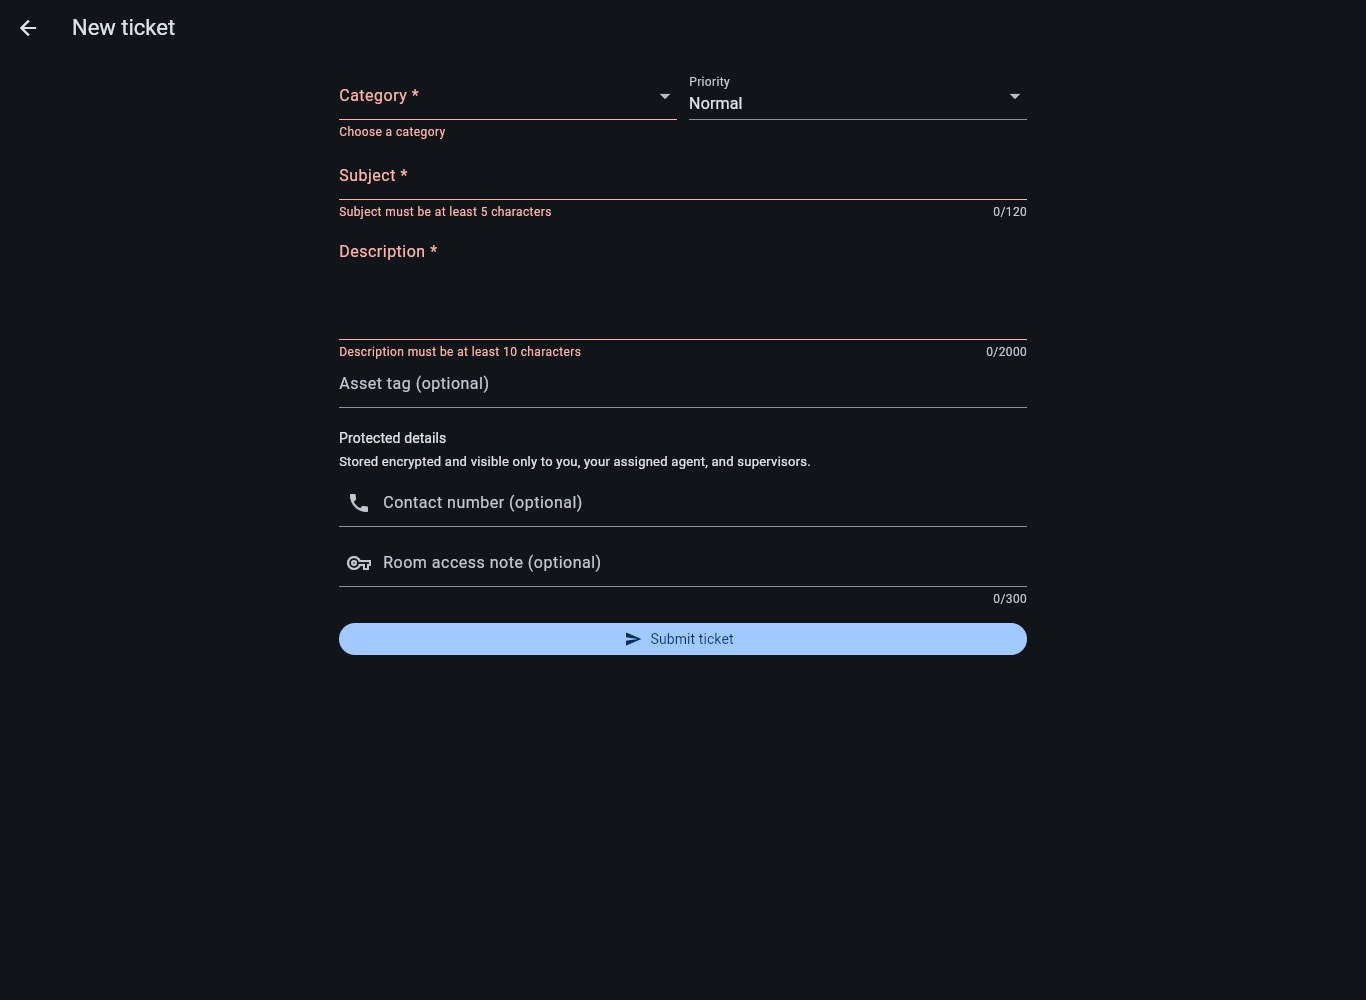 New ticket
Category *
Priority
Normal
Choose a category
Subject *
Subject must be at least 5 characters
0/120
Description *
Description must be at least 10 characters
0/2000
Asset tag (optional)
Protected details
Stored encrypted and visible only to you, your assigned agent, and supervisors.
Contact number (optional)
Room access note (optional)
0/300
Submit ticket